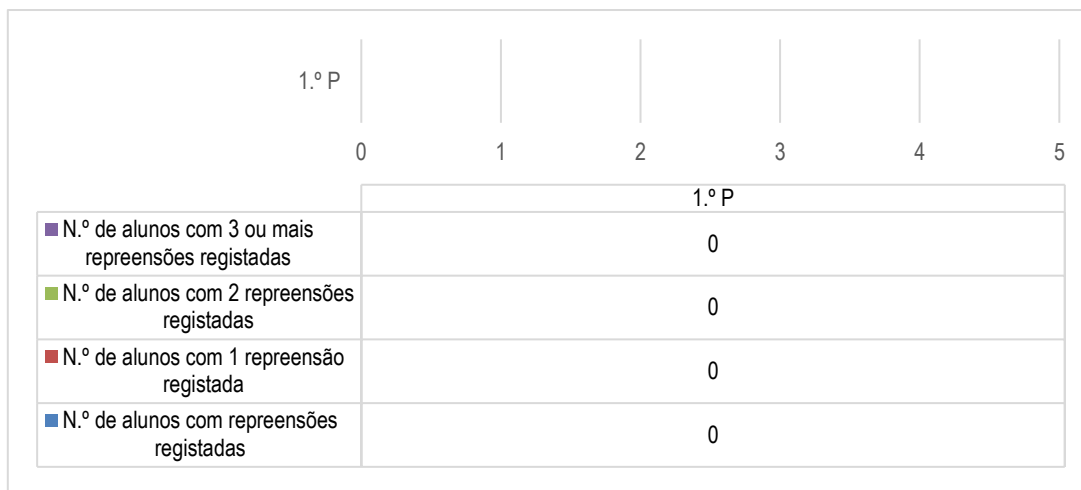 1.º P
0 1 2 3 4 5
1.º P
N.º de alunos com 3 ou mais
repreensões registadas
0
N.º de alunos com 2 repreensões
registadas
0
N.º de alunos com 1 repreensão
registada
0
N.º de alunos com repreensões
registadas
0